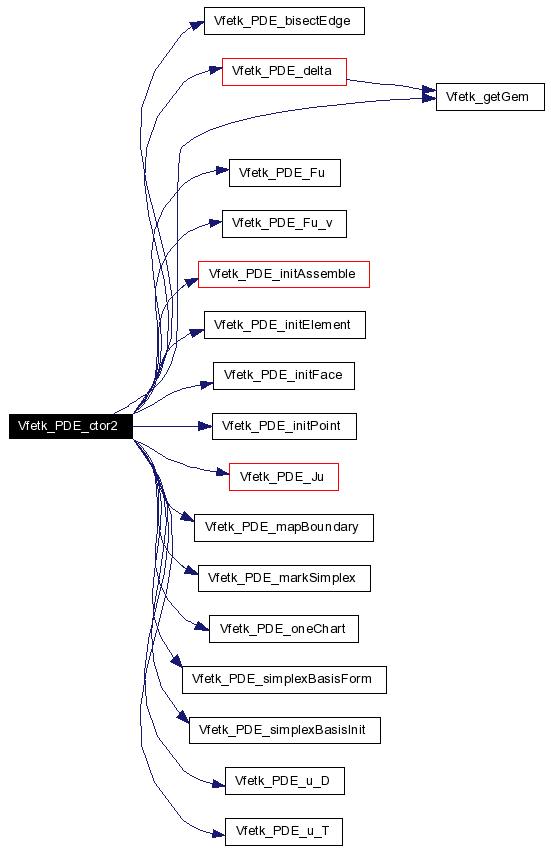 Vfetk_PDE_bisectEdge
Vfetk_PDE_delta
Vfetk_getGem
Vfetk_PDE_Fu
Vfetk_PDE_Fu_v
Vfetk_PDE_initAssemble
Vfetk_PDE_initElement
Vfetk_PDE_initFace
Vfetk_PDE_ctor2
Vfetk_PDE_initPoint
Vfetk_PDE_Ju
Vfetk_PDE_mapBoundary
Vfetk_PDE_markSimplex
Vfetk_PDE_oneChart
Vfetk_PDE_simplexBasisForm
Vfetk_PDE_simplexBasisInit
Vfetk_PDE_u_D
Vfetk_PDE_u_T